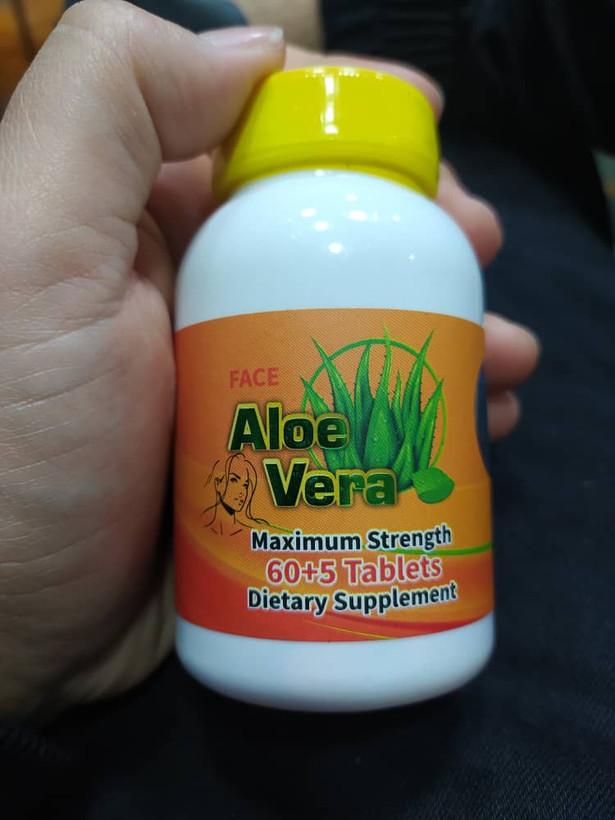 FACE
Aloe
Vera
Maximum Strength
60+5 Tablets
Dietary Supplement